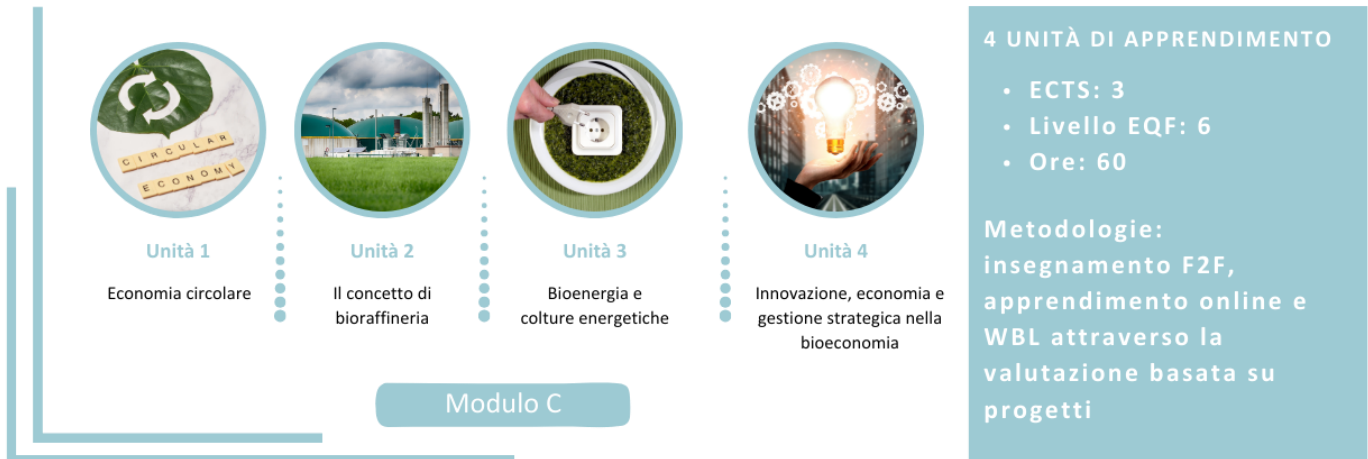 CIRCULAR
ECONOMY
Unità 1
Economia circolare
Unità 2
Il concetto di
bioraffineria
Unità 3
Bioenergia e
colture energetiche
Unità 4
Innovazione, economia e
gestione strategica nella
bioeconomia
Modulo C
4 UNITÀ DI APPRENDIMENTO
• ECTS: 3
• Livello EQF: 6
• Ore: 60
Metodologie:
insegnamento F2F,
apprendimento online e
WBL attraverso la
valutazione basata su
progetti